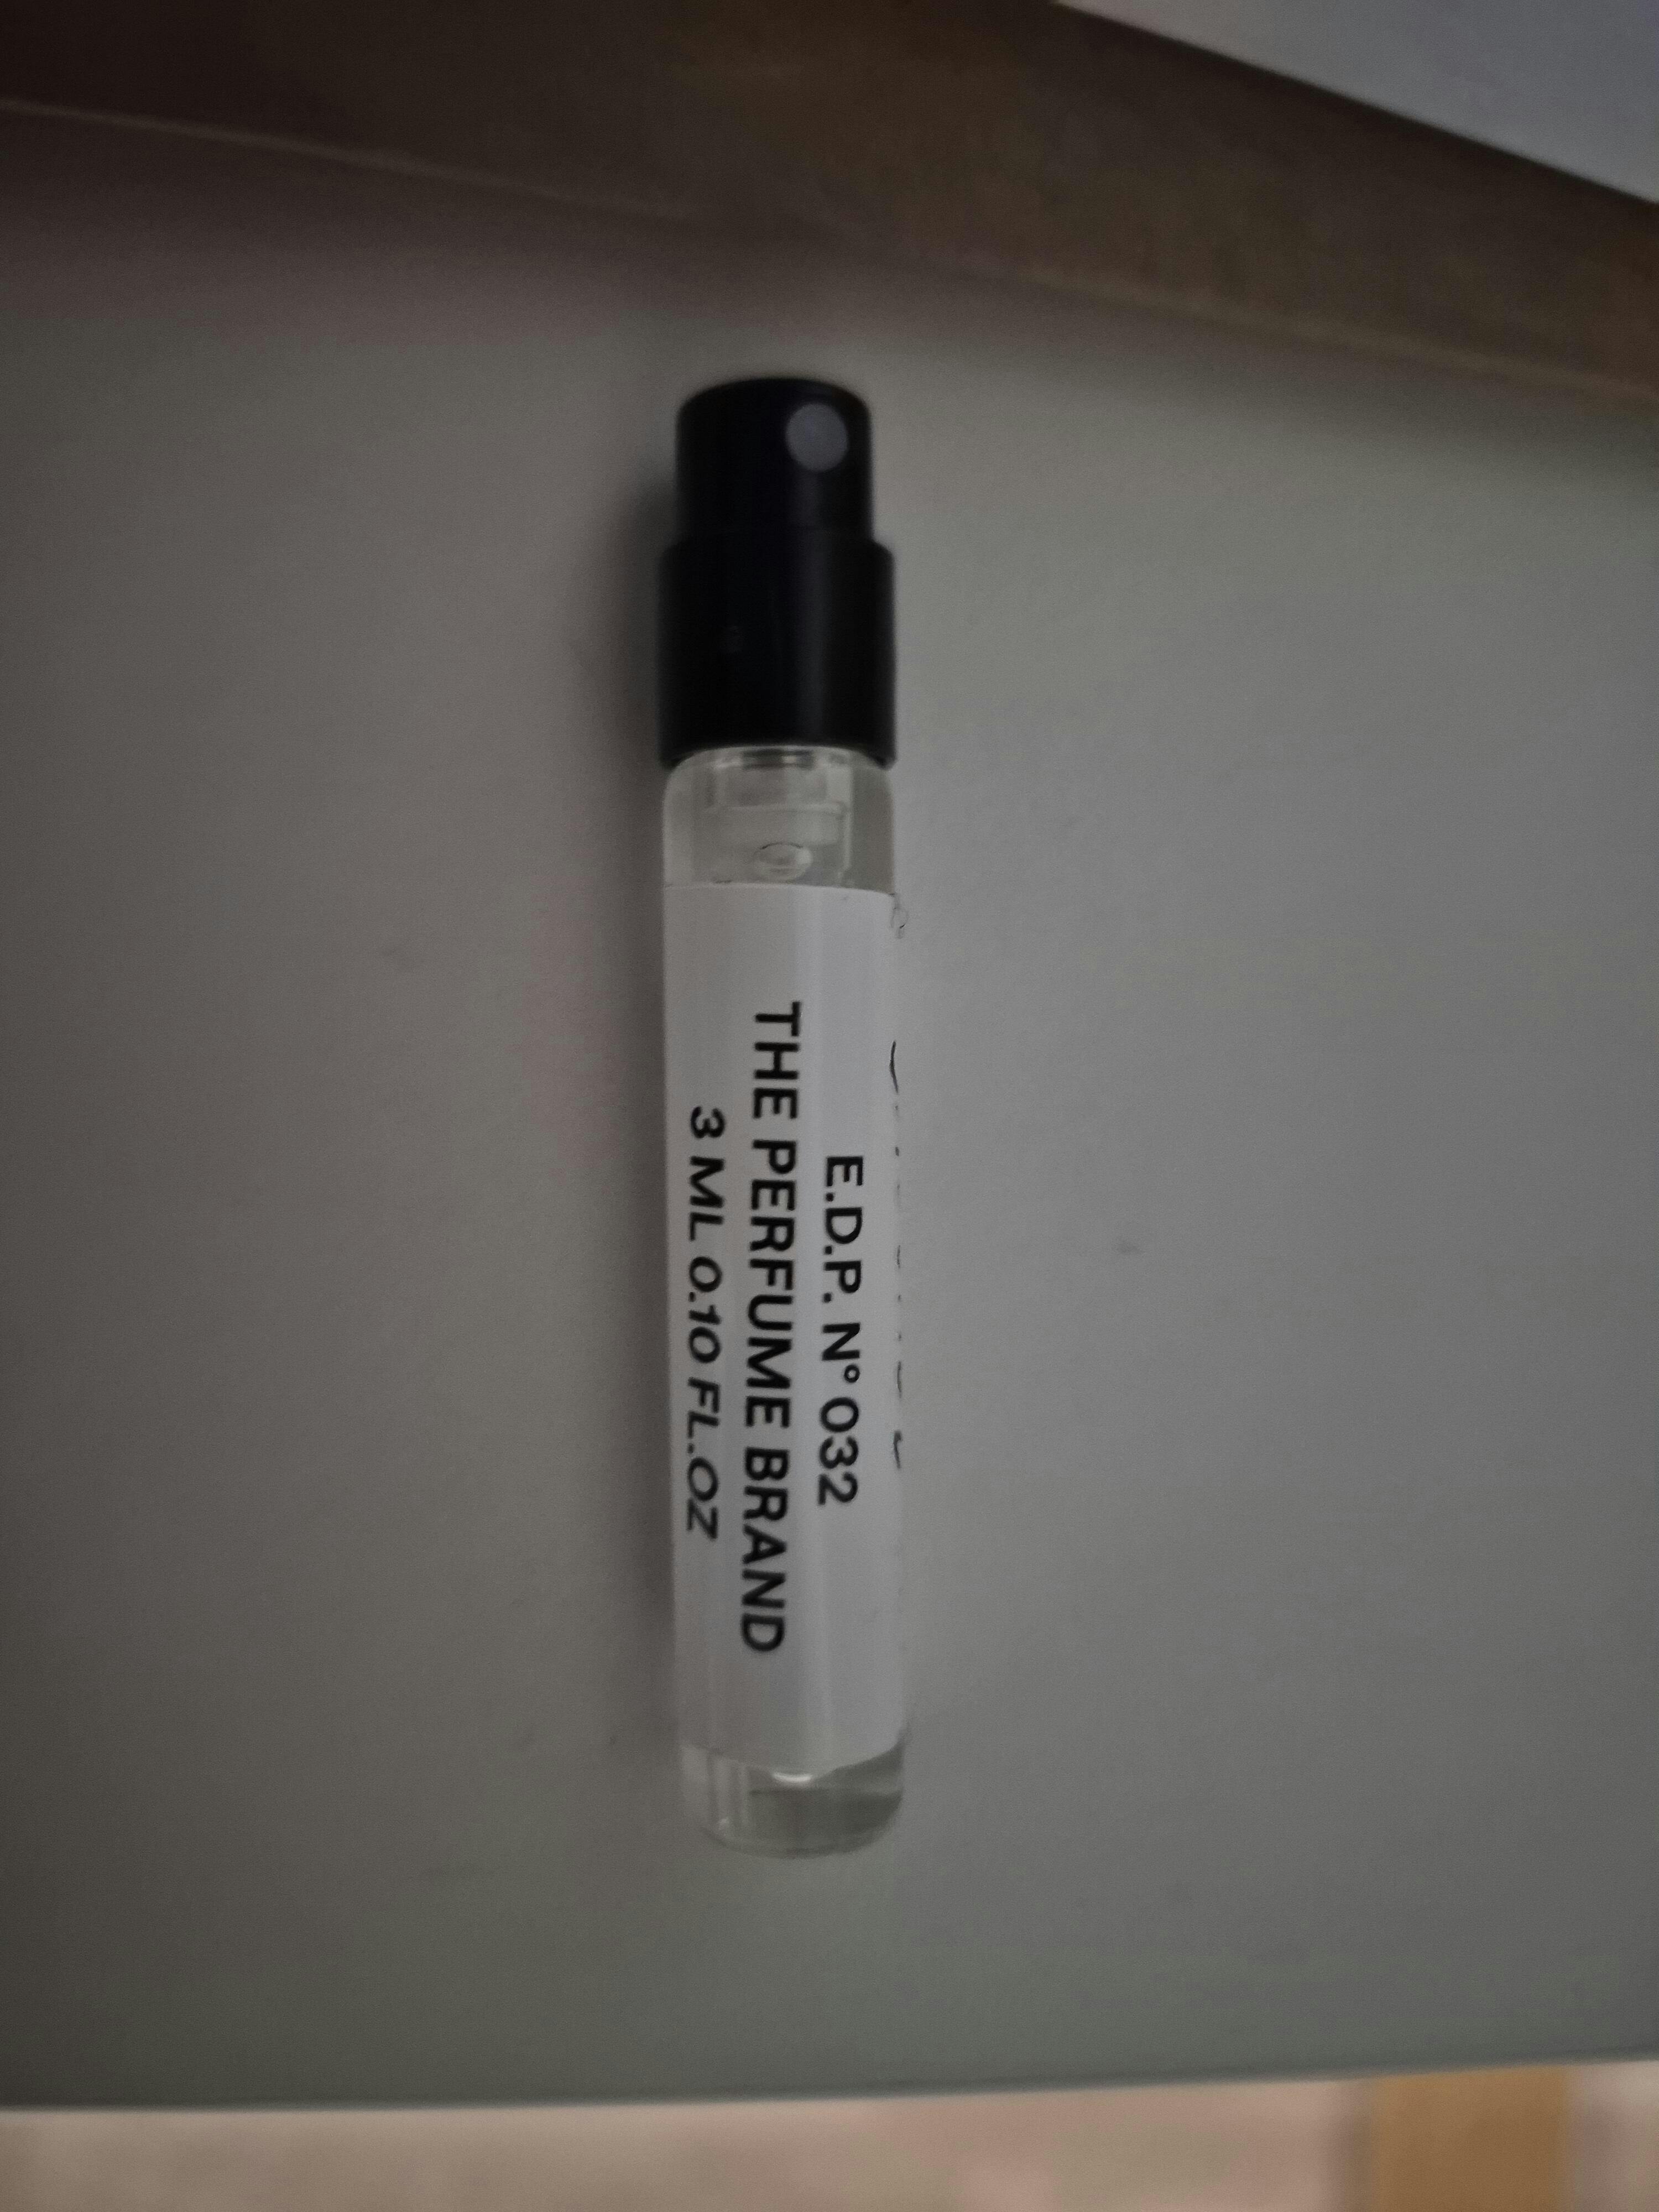 E.D.P. N°032
THE PERFUME BRAND
3 ML 0.10 FL.OZ